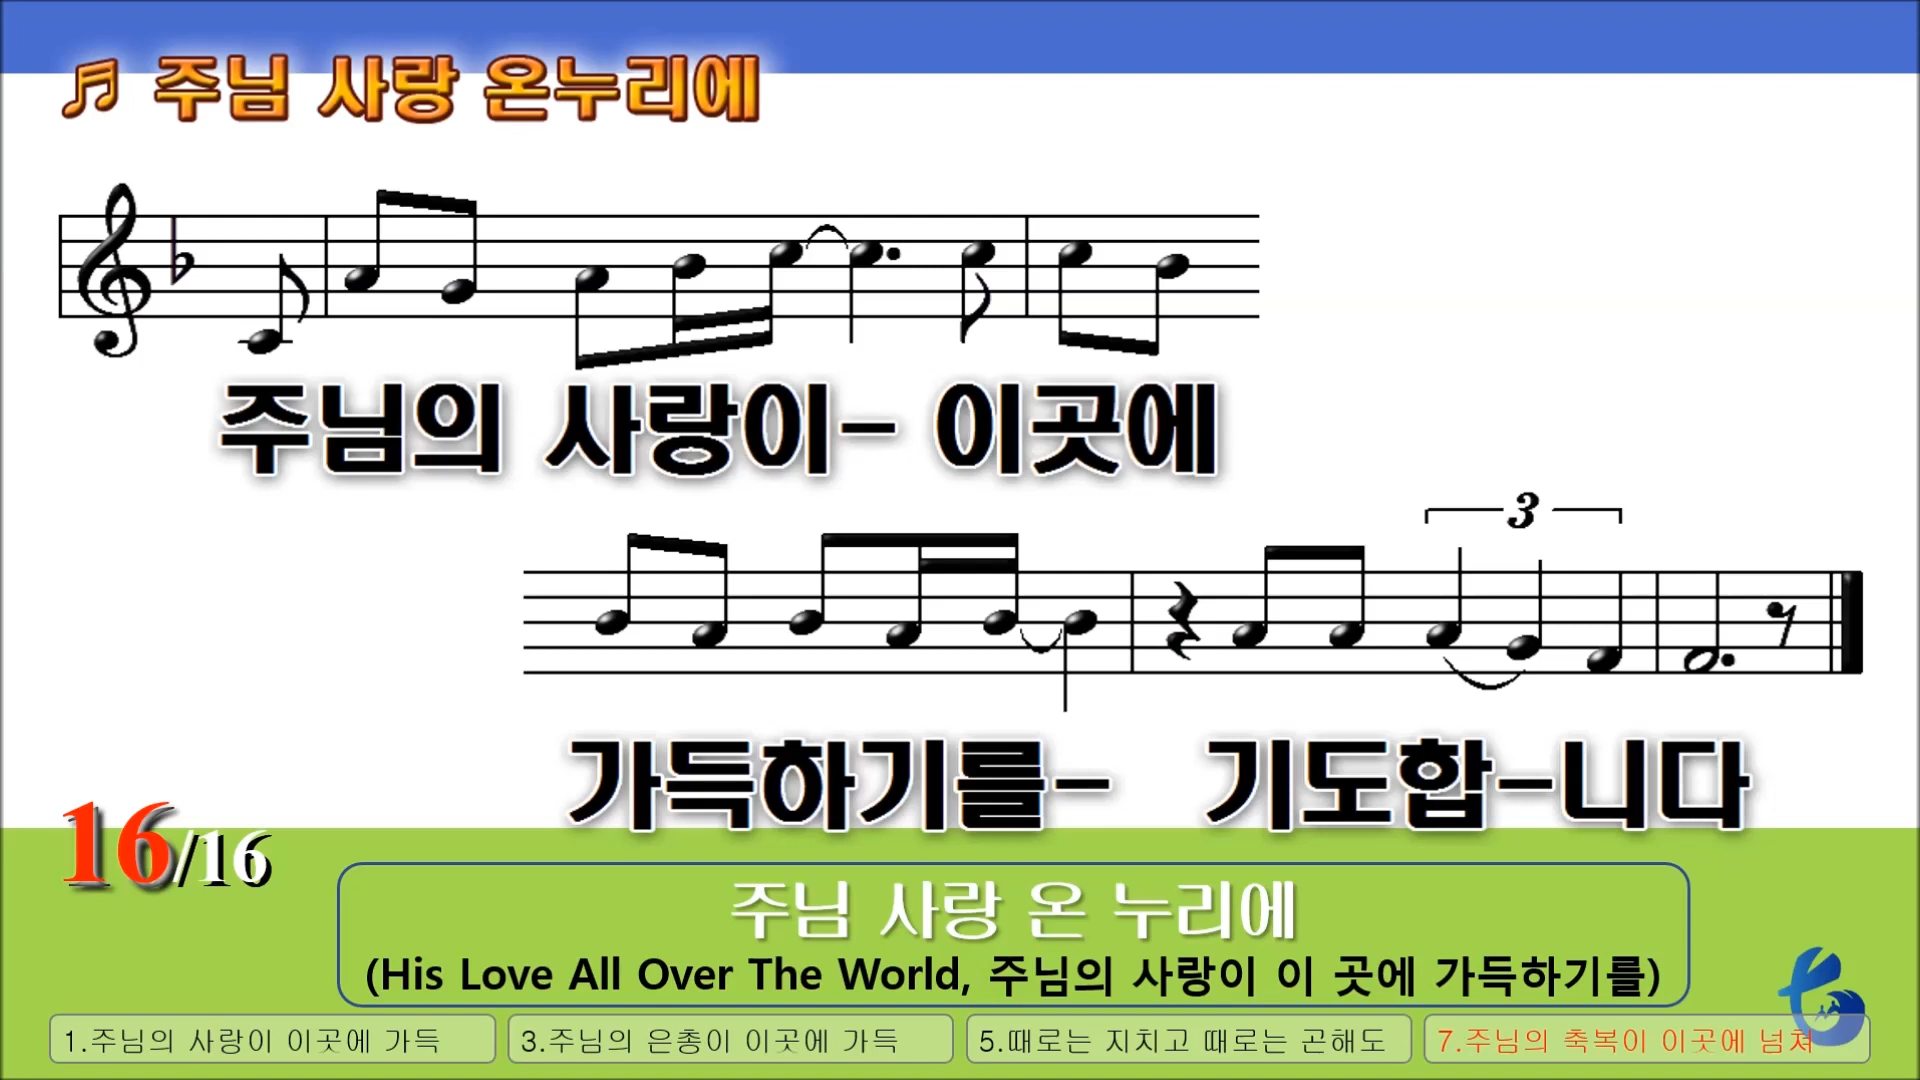 ♬ 주님 사랑 온누리에
주님의 사랑이- 이곳에
3
가득하기를- 기도합-니다
16/16
주님 사랑 온 누리에
(His Love All Over The World, 주님의 사랑이 이 곳에 가득하기를)
1.주님의 사랑이 이곳에 가득
3.주님의 은총이 이곳에 가득
5.때로는 지치고 때로는 곤해도
7.주님의 축복이 이곳에 넘쳐